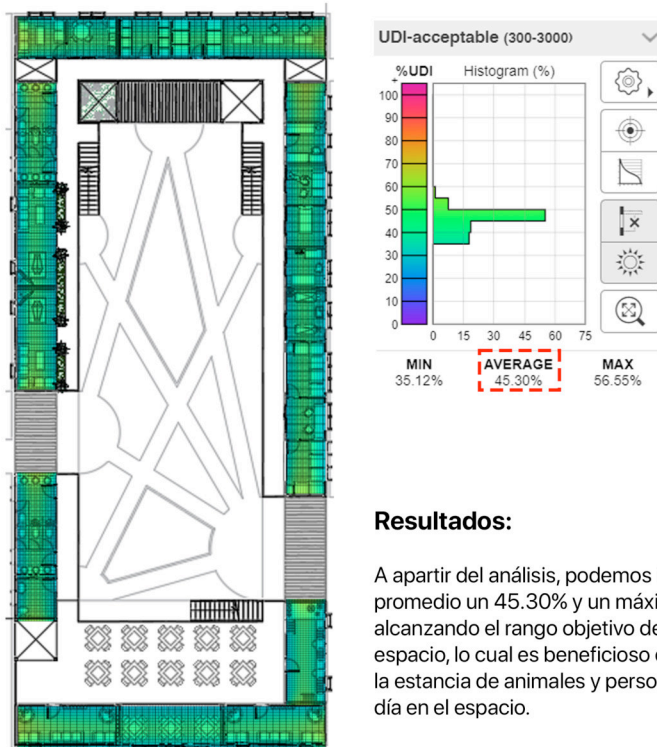 UDI-acceptable (300-3000)
%UDI Histogram (%)
100
90
80
70
60
50
40
30
20
10
0
0 15 30 45 60 75
MIN AVERAGE MAX
35.12% 45.30% 56.55%
Resultados:
A apartir del análisis, podemos
promedio un 45.30% y un máxi
alcanzando el rango objetivo de
espacio, lo cual es beneficioso
la estancia de animales y perso
día en el espacio.